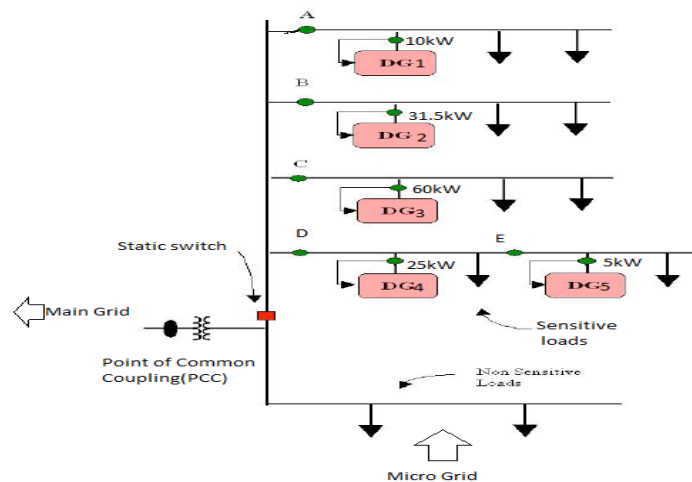 A
10kW
DG1
B
31.5kW
DG 2
C
60kW
DG3
D
E
Static switch
25kW
5kW
DG4
DG5
Main Grid
Sensitive
loads
Point of Common
Coupling(PCC)
Non Sensitive
Loads
Micro Grid